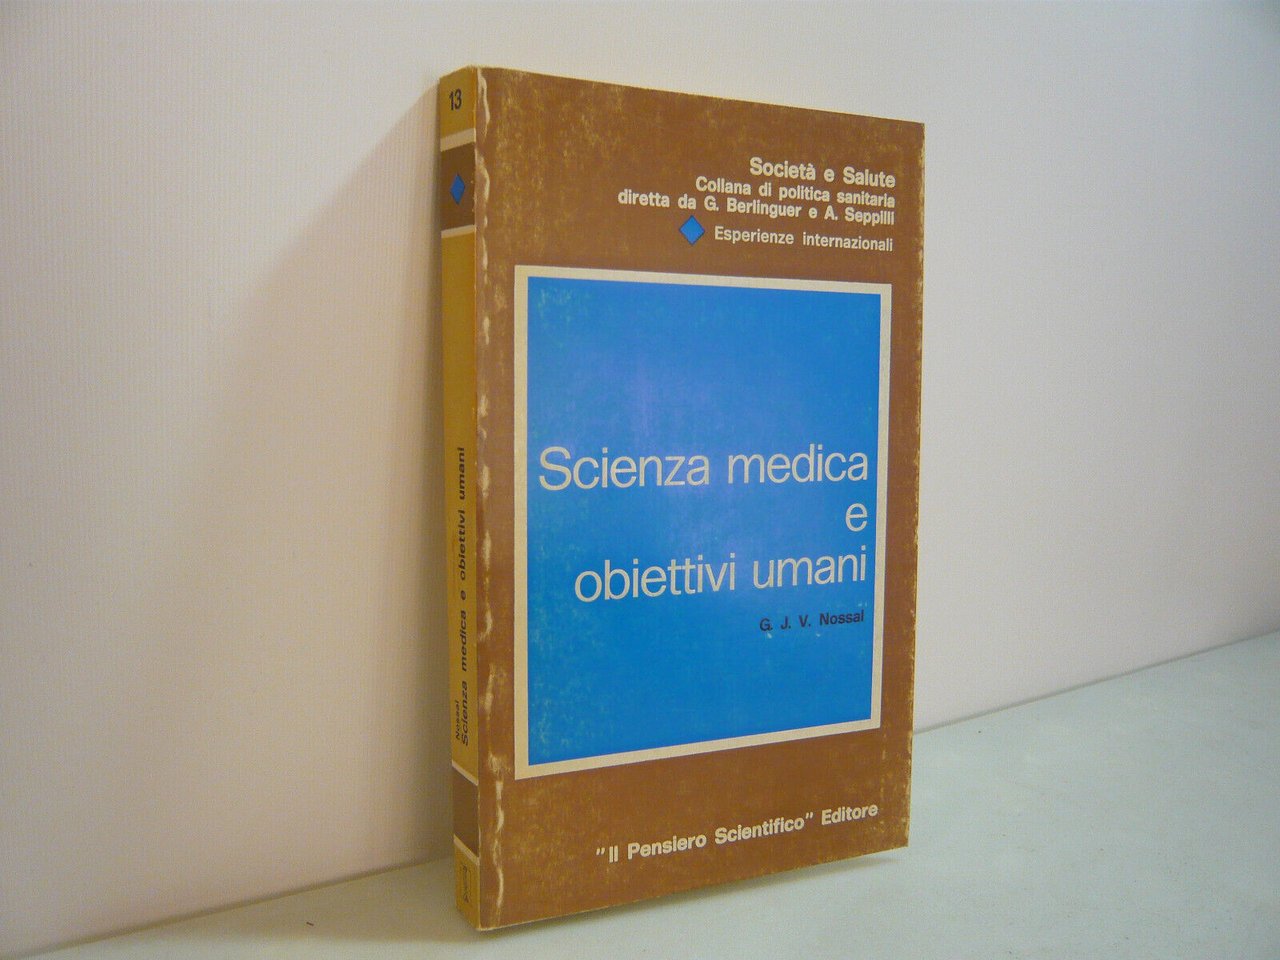 13
Nossal
Scienza medica e obiettivi umani
Società e Salute
Collana di politica sanitaria
diretta da G. Berlinguer e A. Seppilli
Esperienze internazionali
Scienza medica
e
obiettivi umani
G. J. V. Nossal
"Il Pensiero Scientifico" Editore